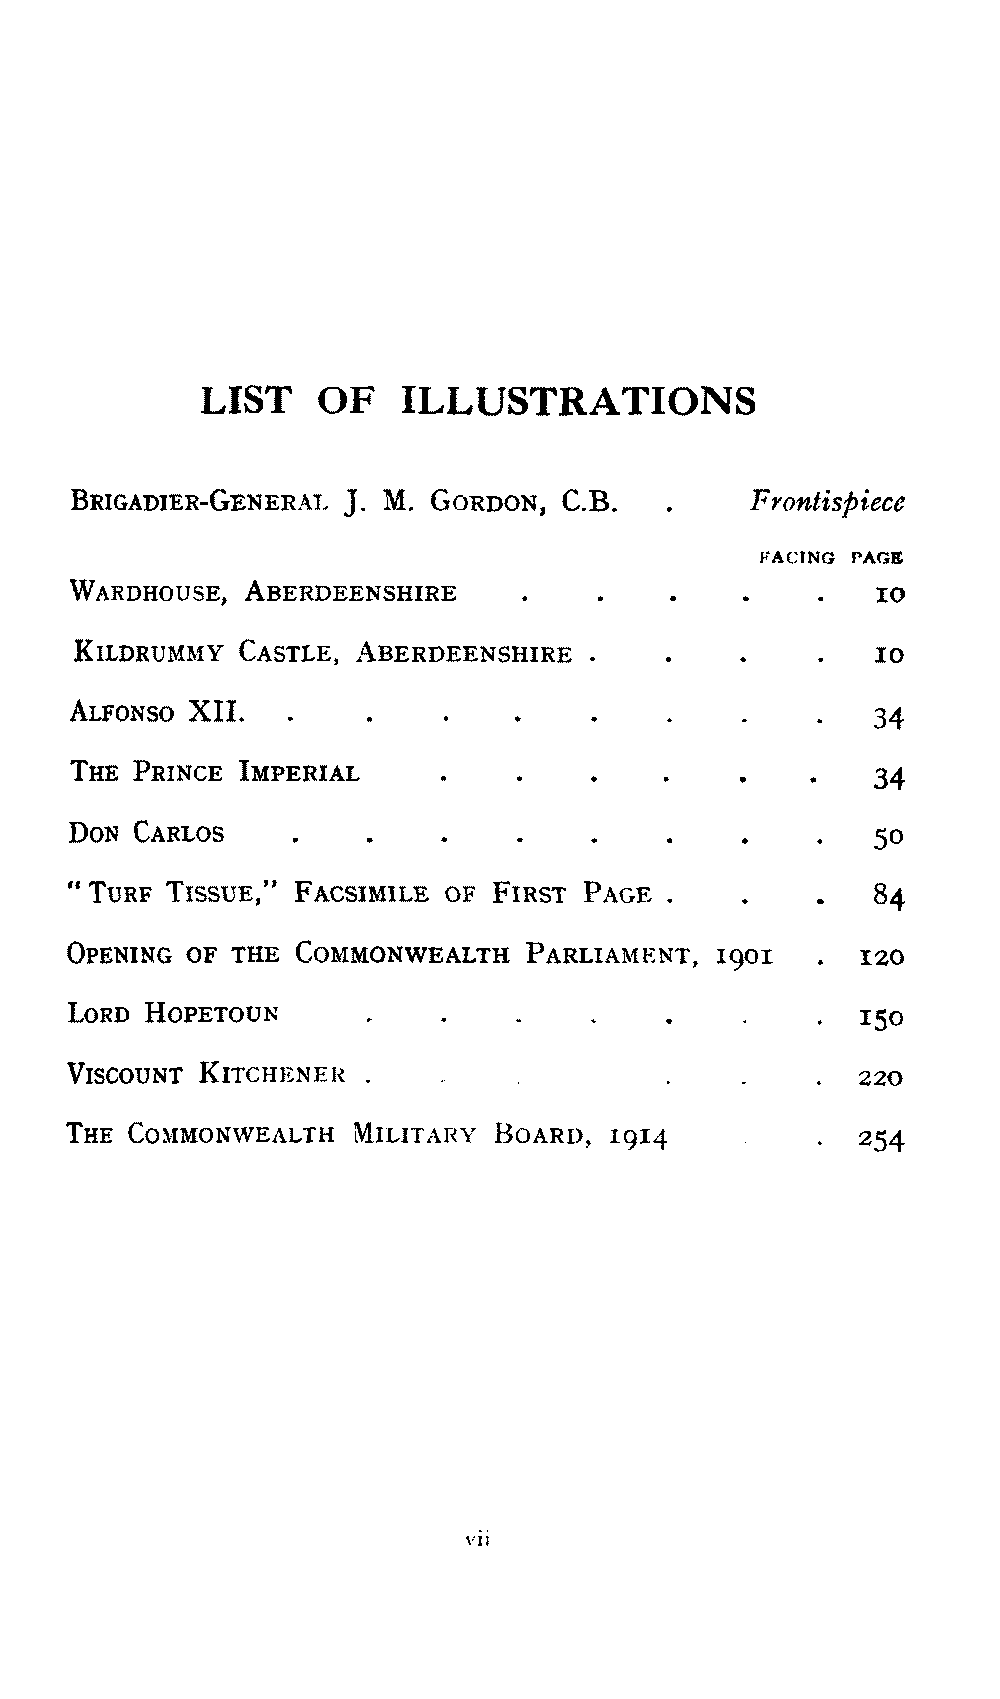 LIST OF ILLUSTRATIONS
BRIGADIER-GENERAL J. M. GORDON, C.B. . Frontispiece
FACING PAGE
WARDHOUSE, ABERDEENSHIRE . . . . . 10
KILDRUMMY CASTLE, ABERDEENSHIRE . . . . 10
ALFONSO XII. . . . . . . . . 34
THE PRINCE IMPERIAL . . . . . . 34
DON CARLOS . . . . . . . . 50
"TURF TISSUE," FACSIMILE OF FIRST PAGE . . . 84
OPENING OF THE COMMONWEALTH PARLIAMENT, 1901 . 120
LORD HOPETOUN . . . . . . . 150
VISCOUNT KITCHENER . . . . . . 220
THE COMMONWEALTH MILITARY BOARD, 1914 . . 254
vii